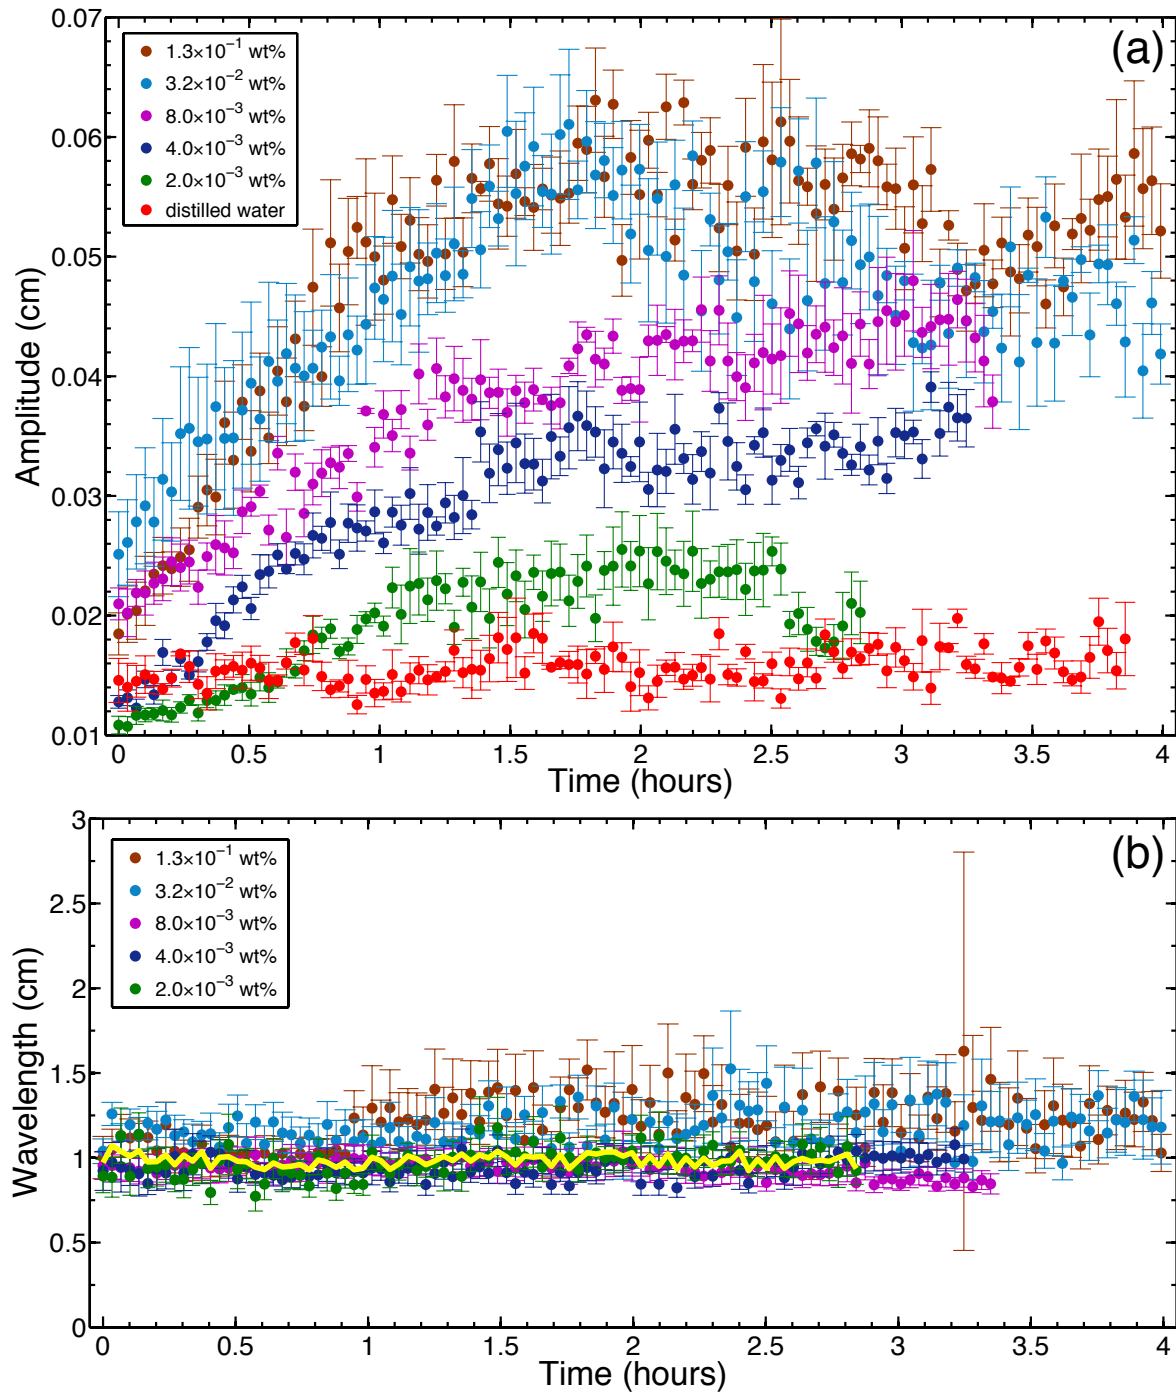 (a)
0.07
0.06
0.05
0.04
0.03
0.02
0.01
Amplitude (cm)
1.3×10⁻¹ wt%
3.2×10⁻² wt%
8.0×10⁻³ wt%
4.0×10⁻³ wt%
2.0×10⁻³ wt%
distilled water
0 0.5 1 1.5 2 2.5 3 3.5 4
Time (hours)
(b)
3
2.5
2
1.5
1
0.5
0
Wavelength (cm)
1.3×10⁻¹ wt%
3.2×10⁻² wt%
8.0×10⁻³ wt%
4.0×10⁻³ wt%
2.0×10⁻³ wt%
0 0.5 1 1.5 2 2.5 3 3.5 4
Time (hours)